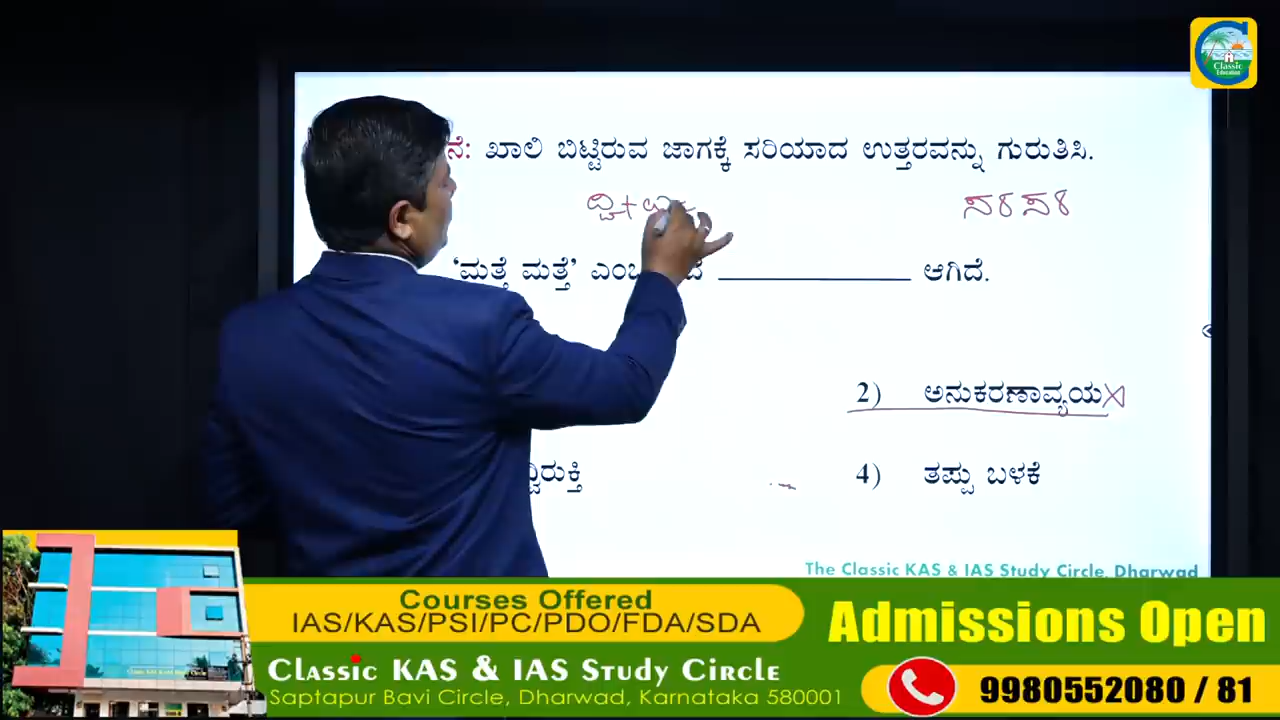 Classic
Education
ನೆ: ಖಾಲಿ ಬಿಟ್ಟಿರುವ ಜಾಗಕ್ಕೆ ಸರಿಯಾದ ಉತ್ತರವನ್ನು ಗುರುತಿಸಿ.
ದ್ವಿ+ ಸರಸರ
‘ಮತ್ತೆ ಮತ್ತೆ’ ____________ ಆಗಿದೆ.
2) ಅನುಕರಣಾವ್ಯಯ
ದ್ವಿರುಕ್ತಿ 4) ತಪ್ಪು ಬಳಕೆ
The Classic KAS & IAS Study Circle, Dharwad
Courses Offered
IAS/KAS/PSI/PC/PDO/FDA/SDA
Classic KAS & IAS Study Circle
Saptapur Bavi Circle, Dharwad, Karnataka 580001
Admissions Open
9980552080 / 81